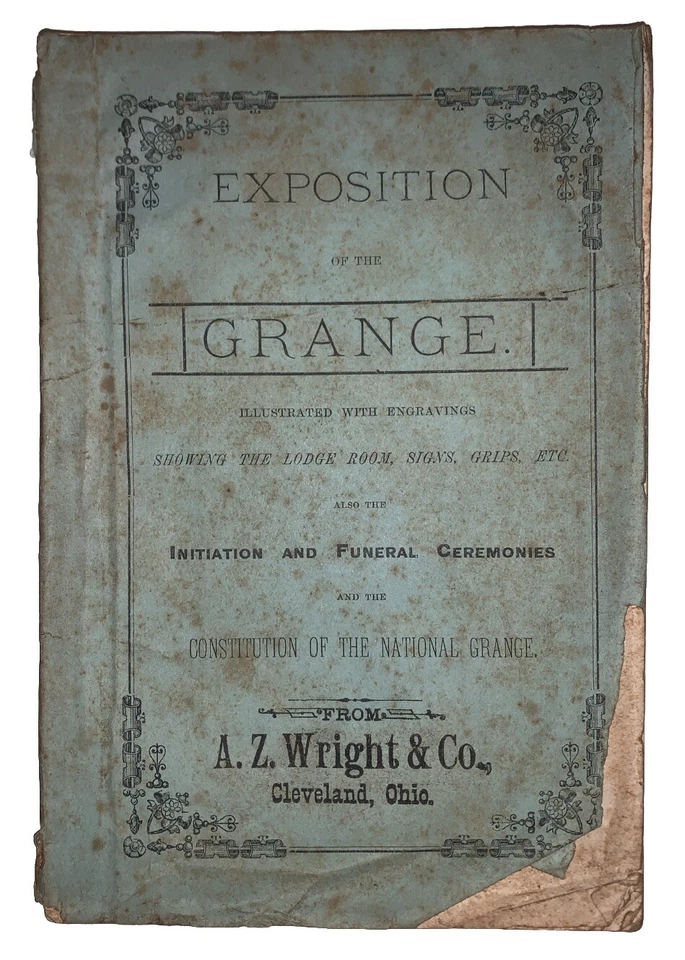 EXPOSITION
OF THE
GRANGE.
ILLUSTRATED WITH ENGRAVINGS
SHOWING THE LODGE ROOM, SIGNS, GRIPS, ETC.
ALSO THE
INITIATION AND FUNERAL CEREMONIES
AND THE
CONSTITUTION OF THE NATIONAL GRANGE.
FROM
A. Z. Wright & Co.,
Cleveland, Ohio.